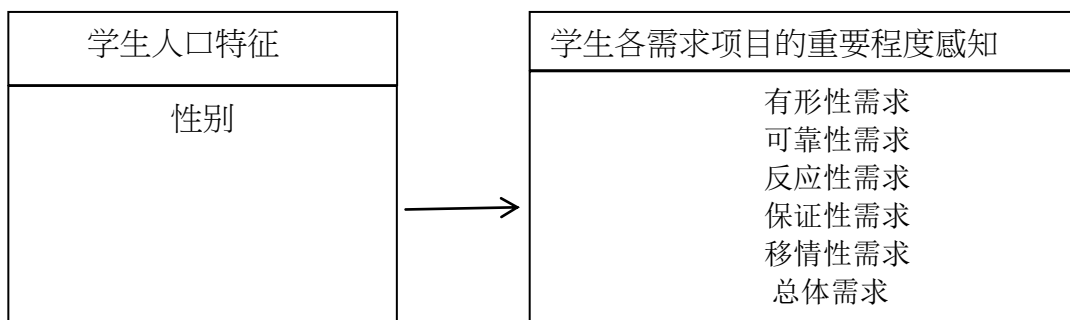 学生人口特征
性别
学生各需求项目的重要程度感知
有形性需求
可靠性需求
反应性需求
保证性需求
移情性需求
总体需求